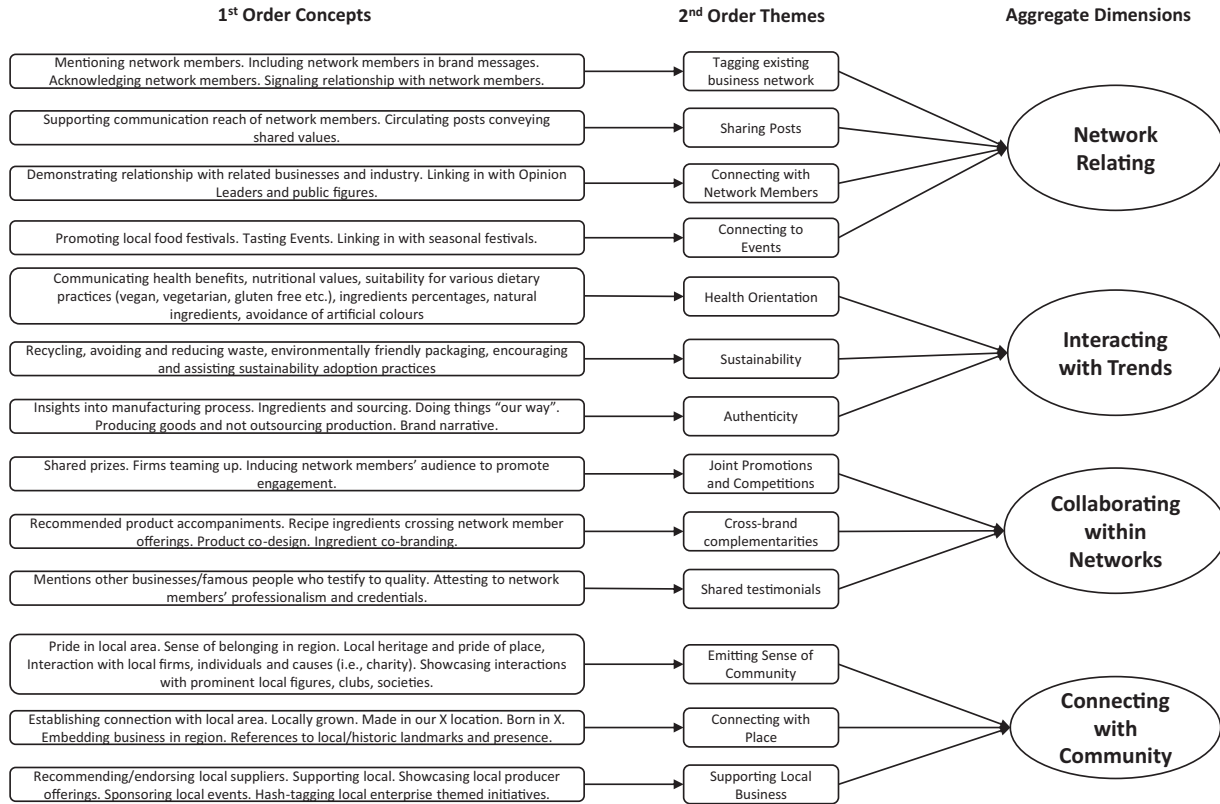 1st Order Concepts
2nd Order Themes
Aggregate Dimensions
Mentioning network members. Including network members in brand messages.
Acknowledging network members. Signaling relationship with network members.
Tagging existing
business network
Supporting communication reach of network members. Circulating posts conveying
shared values.
Sharing Posts
Demonstrating relationship with related businesses and industry. Linking in with Opinion
Leaders and public figures.
Connecting with
Network Members
Promoting local food festivals. Tasting Events. Linking in with seasonal festivals.
Connecting to
Events
Network
Relating
Communicating health benefits, nutritional values, suitability for various dietary
practices (vegan, vegetarian, gluten free etc.), ingredients percentages, natural
ingredients, avoidance of artificial colours
Health Orientation
Recycling, avoiding and reducing waste, environmentally friendly packaging, encouraging
and assisting sustainability adoption practices
Sustainability
Insights into manufacturing process. Ingredients and sourcing. Doing things “our way”.
Producing goods and not outsourcing production. Brand narrative.
Authenticity
Interacting
with Trends
Shared prizes. Firms teaming up. Inducing network members’ audience to promote
engagement.
Joint Promotions
and Competitions
Recommended product accompaniments. Recipe ingredients crossing network member
offerings. Product co-design. Ingredient co-branding.
Cross-brand
complementarities
Mentions other businesses/famous people who testify to quality. Attesting to network
members’ professionalism and credentials.
Shared testimonials
Collaborating
within
Networks
Pride in local area. Sense of belonging in region. Local heritage and pride of place,
Interaction with local firms, individuals and causes (i.e., charity). Showcasing interactions
with prominent local figures, clubs, societies.
Emitting Sense of
Community
Establishing connection with local area. Locally grown. Made in our X location. Born in X.
Embedding business in region. References to local/historic landmarks and presence.
Connecting with
Place
Recommending/endorsing local suppliers. Supporting local. Showcasing local producer
offerings. Sponsoring local events. Hash-tagging local enterprise themed initiatives.
Supporting Local
Business
Connecting
with
Community